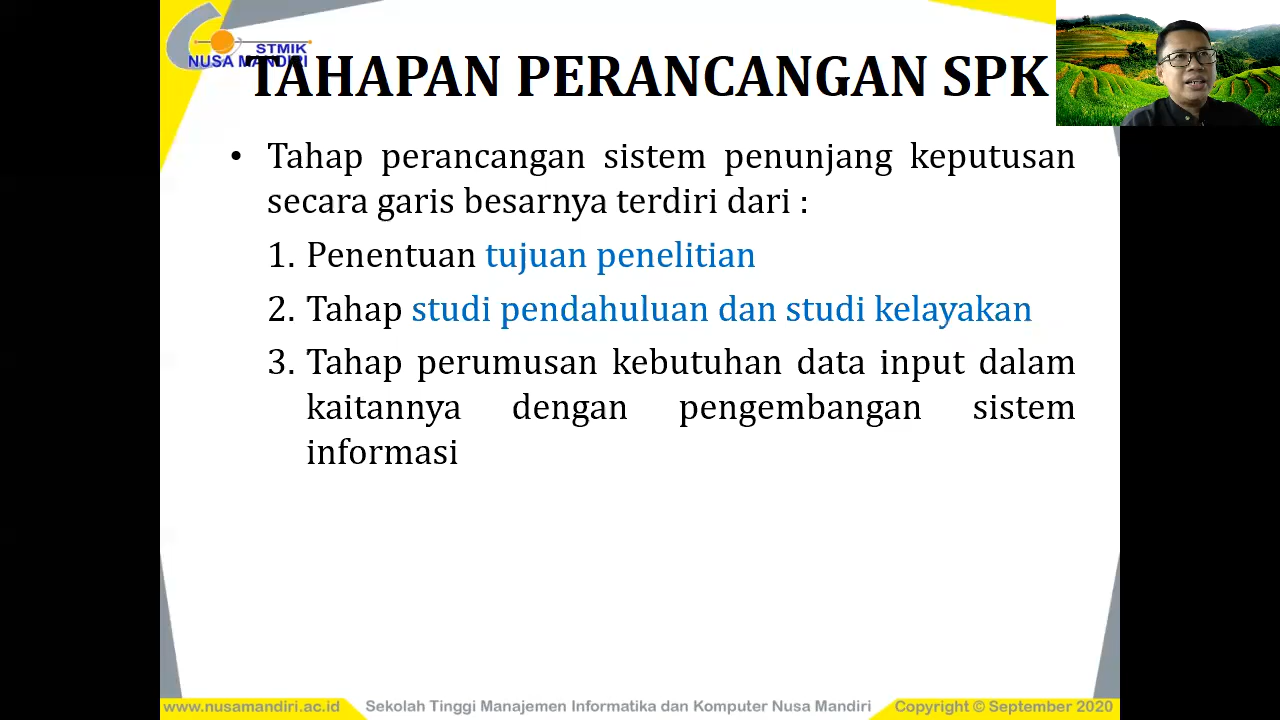 STMIK
NUSA MANDIRI
TAHAPAN PERANCANGAN SPK
• Tahap perancangan sistem penunjang keputusan
secara garis besarnya terdiri dari :
1. Penentuan tujuan penelitian
2. Tahap studi pendahuluan dan studi kelayakan
3. Tahap perumusan kebutuhan data input dalam
kaitannya dengan pengembangan sistem
informasi
www.nusamandiri.ac.id Sekolah Tinggi Manajemen Informatika dan Komputer Nusa Mandiri Copyright © September 2020